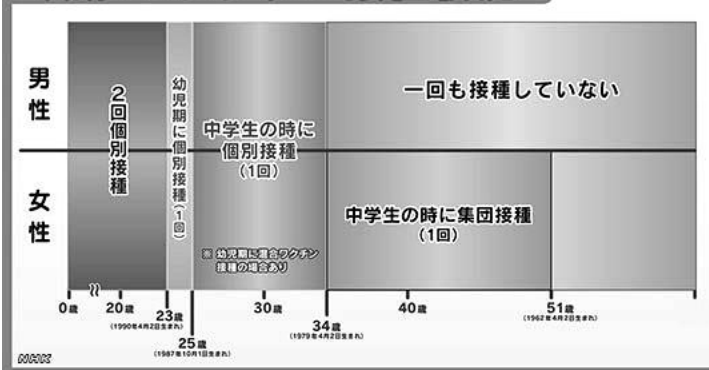 男性
女性
2回個別接種
幼児期に個別接種(1回)
中学生の時に
個別接種
(1回)
※ 幼児期に混合ワクチン
接種の場合あり
一回も接種していない
中学生の時に集団接種
(1回)
0歳
20歳
23歳
(1990年4月2日生まれ)
25歳
(1987年10月1日生まれ)
30歳
34歳
(1979年4月2日生まれ)
40歳
51歳
(1962年4月2日生まれ)
NHK